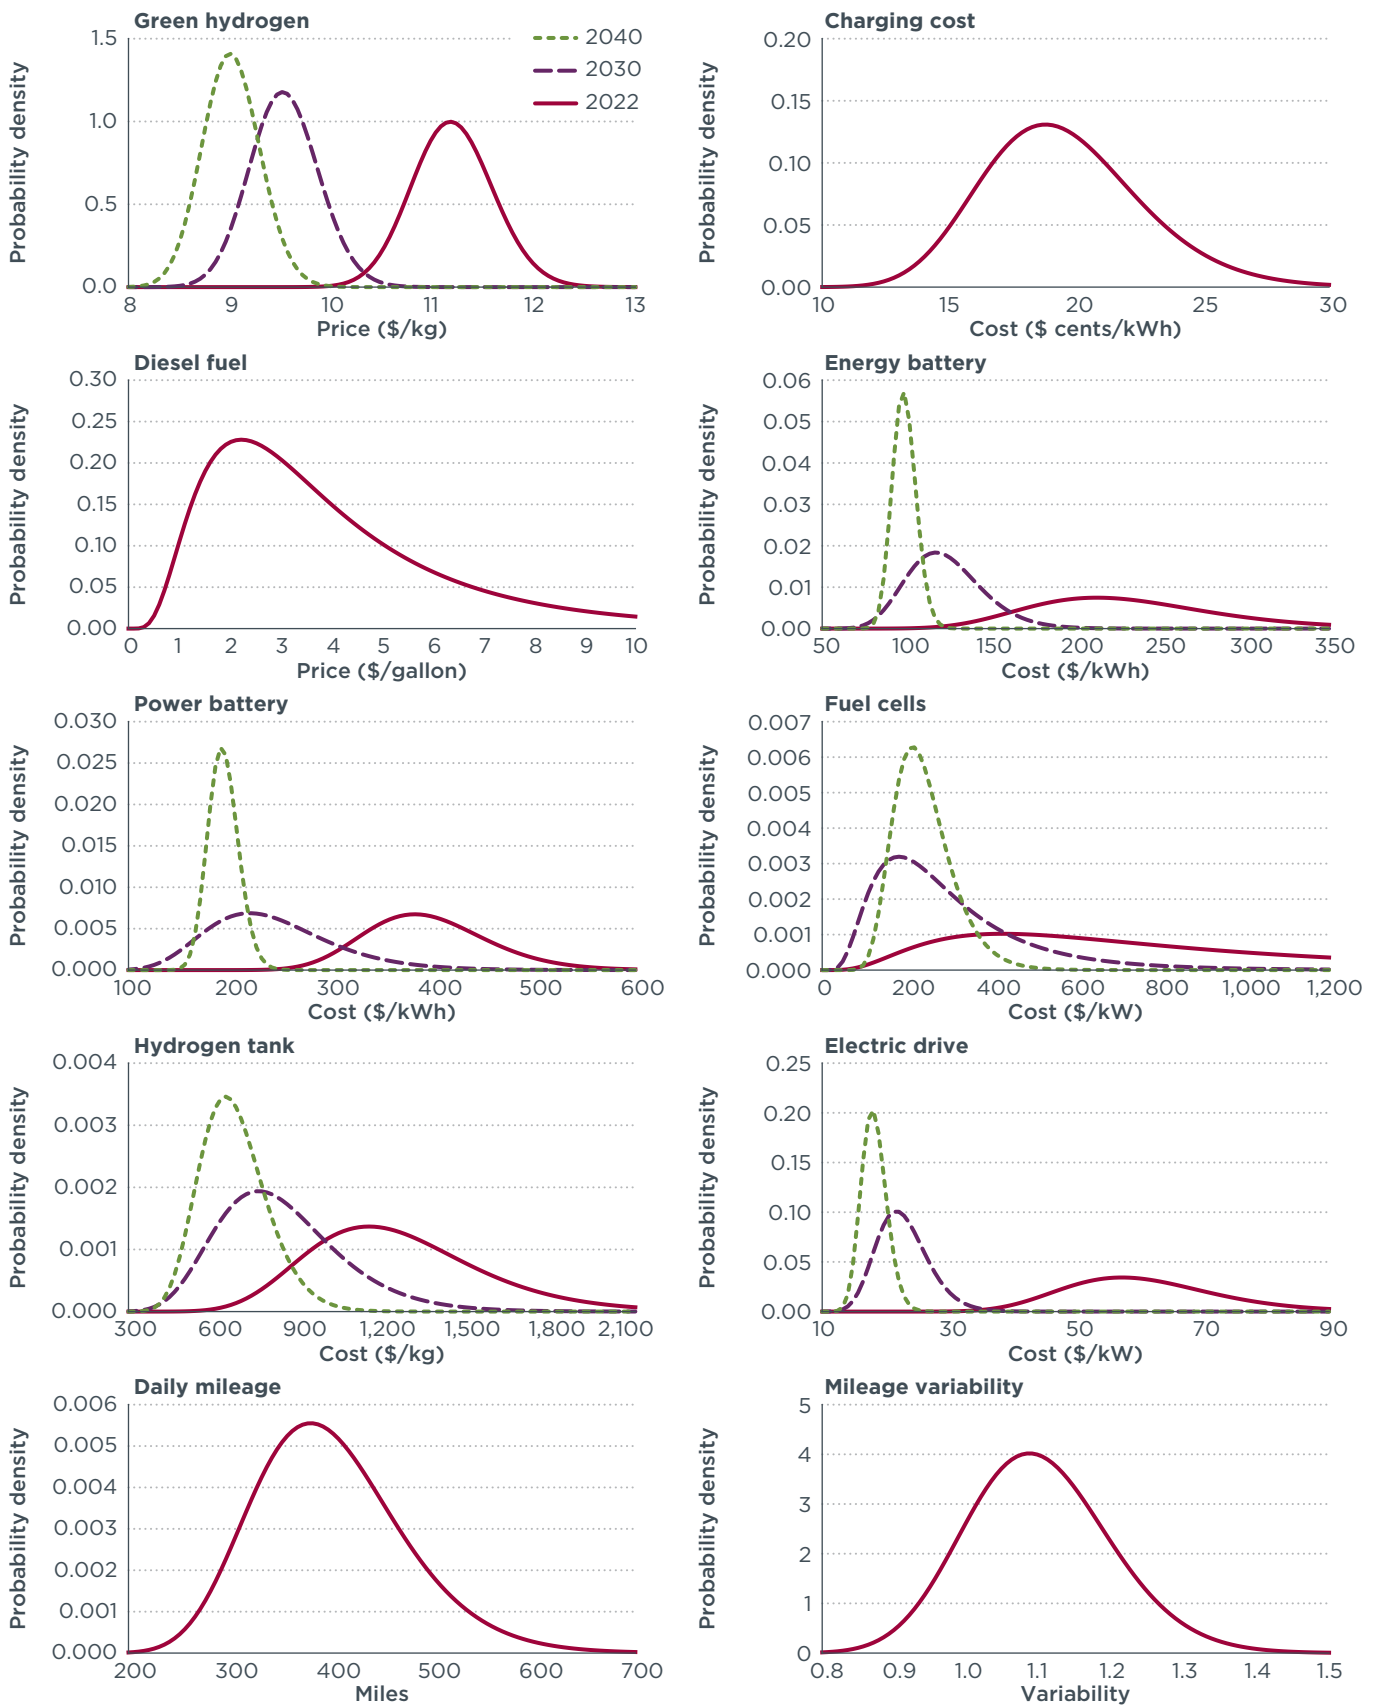 Green hydrogen
Probability density
1.5
1.0
0.5
0.0
8 9 10 11 12 13
Price ($/kg)
2040
2030
2022
Charging cost
Probability density
0.20
0.15
0.10
0.05
0.00
10 15 20 25 30
Cost ($ cents/kWh)
Diesel fuel
Probability density
0.30
0.25
0.20
0.15
0.10
0.05
0.00
0 1 2 3 4 5 6 7 8 9 10
Price ($/gallon)
Energy battery
Probability density
0.06
0.05
0.04
0.03
0.02
0.01
0.00
50 100 150 200 250 300 350
Cost ($/kWh)
Power battery
Probability density
0.030
0.025
0.020
0.015
0.010
0.005
0.000
100 200 300 400 500 600
Cost ($/kWh)
Fuel cells
Probability density
0.007
0.006
0.005
0.004
0.003
0.002
0.001
0.000
0 200 400 600 800 1,000 1,200
Cost ($/kW)
Hydrogen tank
Probability density
0.004
0.003
0.002
0.001
0.000
300 600 900 1,200 1,500 1,800 2,100
Cost ($/kg)
Electric drive
Probability density
0.25
0.20
0.15
0.10
0.05
0.00
10 30 50 70 90
Cost ($/kW)
Daily mileage
Probability density
0.006
0.005
0.004
0.003
0.002
0.001
0.000
200 300 400 500 600 700
Miles
Mileage variability
Probability density
5
4
3
2
1
0
0.8 0.9 1.0 1.1 1.2 1.3 1.4 1.5
Variability